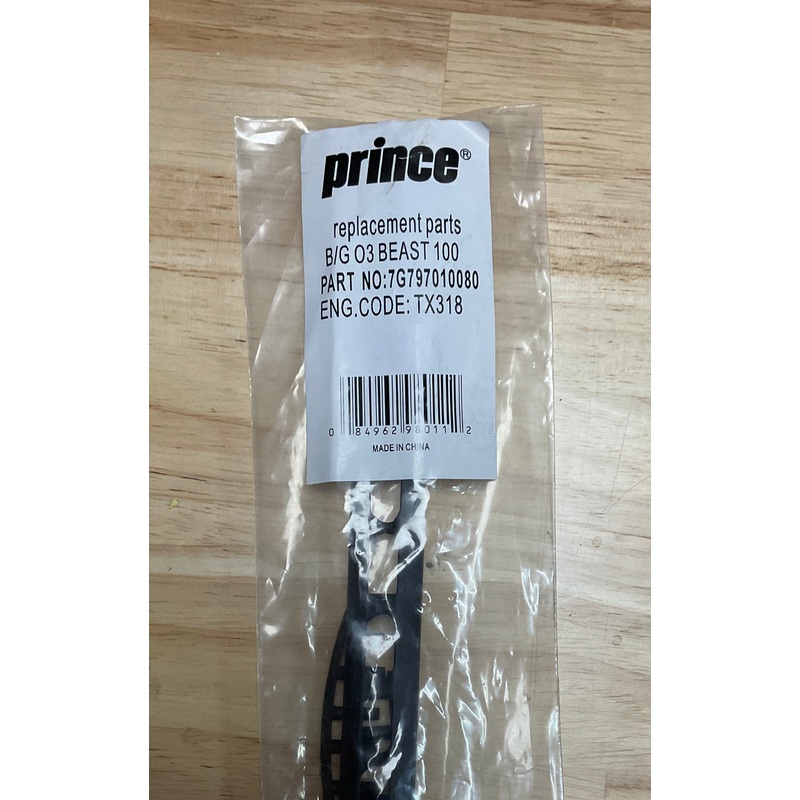 prince®
replacement parts
B/G O3 BEAST 100
PART NO:7G797010080
ENG.CODE: TX318
0 84962 98011 2
MADE IN CHINA